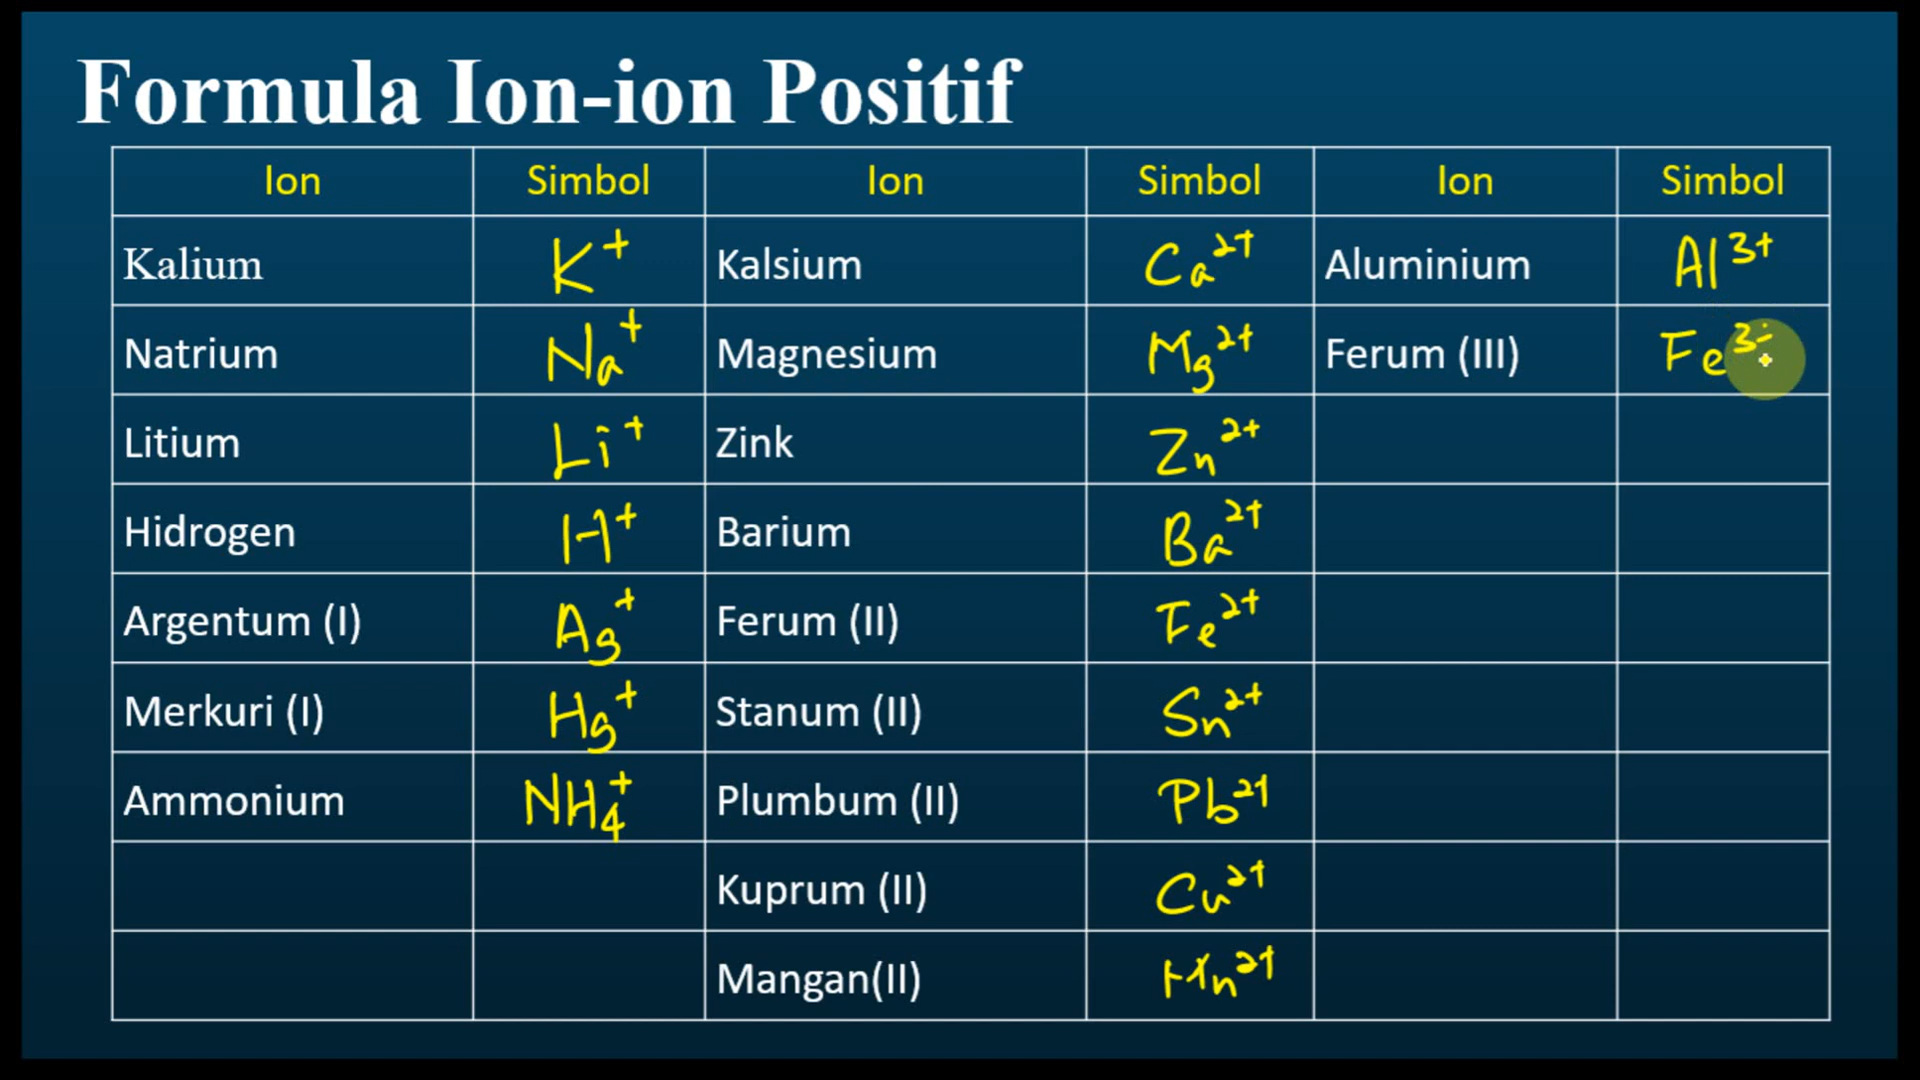 Formula Ion-ion Positif
Ion Simbol Ion Simbol Ion Simbol
Kalium K⁺ Kalsium Ca²⁺ Aluminium Al³⁺
Natrium Na⁺ Magnesium Mg²⁺ Ferum (III) Fe³⁺
Litium Li⁺ Zink Zn²⁺
Hidrogen H⁺ Barium Ba²⁺
Argentum (I) Ag⁺ Ferum (II) Fe²⁺
Merkuri (I) Hg⁺ Stanum (II) Sn²⁺
Ammonium NH₄⁺ Plumbum (II) Pb²⁺
Kuprum (II) Cu²⁺
Mangan(II) Mn²⁺